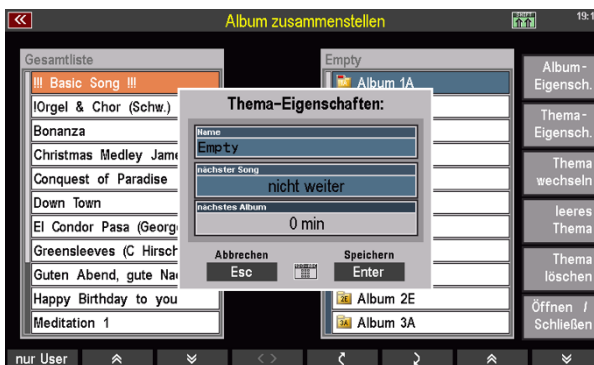 Album zusammenstellen
19:1
Gesamtliste
!!! Basic Song !!!
!Orgel & Chor (Schw.)
Bonanza
Christmas Medley Jame
Conquest of Paradise
Down Town
El Condor Pasa (Georg
Greensleeves (C Hirsch
Guten Abend, gute Na
Happy Birthday to you
Meditation 1
Empty
Album 1A
2E Album 2E
3A Album 3A
Thema-Eigenschaften:
Name
Empty
nächster Song
nicht weiter
nächstes Album
0 min
Abbrechen
Esc
Speichern
Enter
Album-
Eigensch.
Thema-
Eigensch.
Thema
wechseln
leeres
Thema
Thema
löschen
Öffnen /
Schließen
nur User